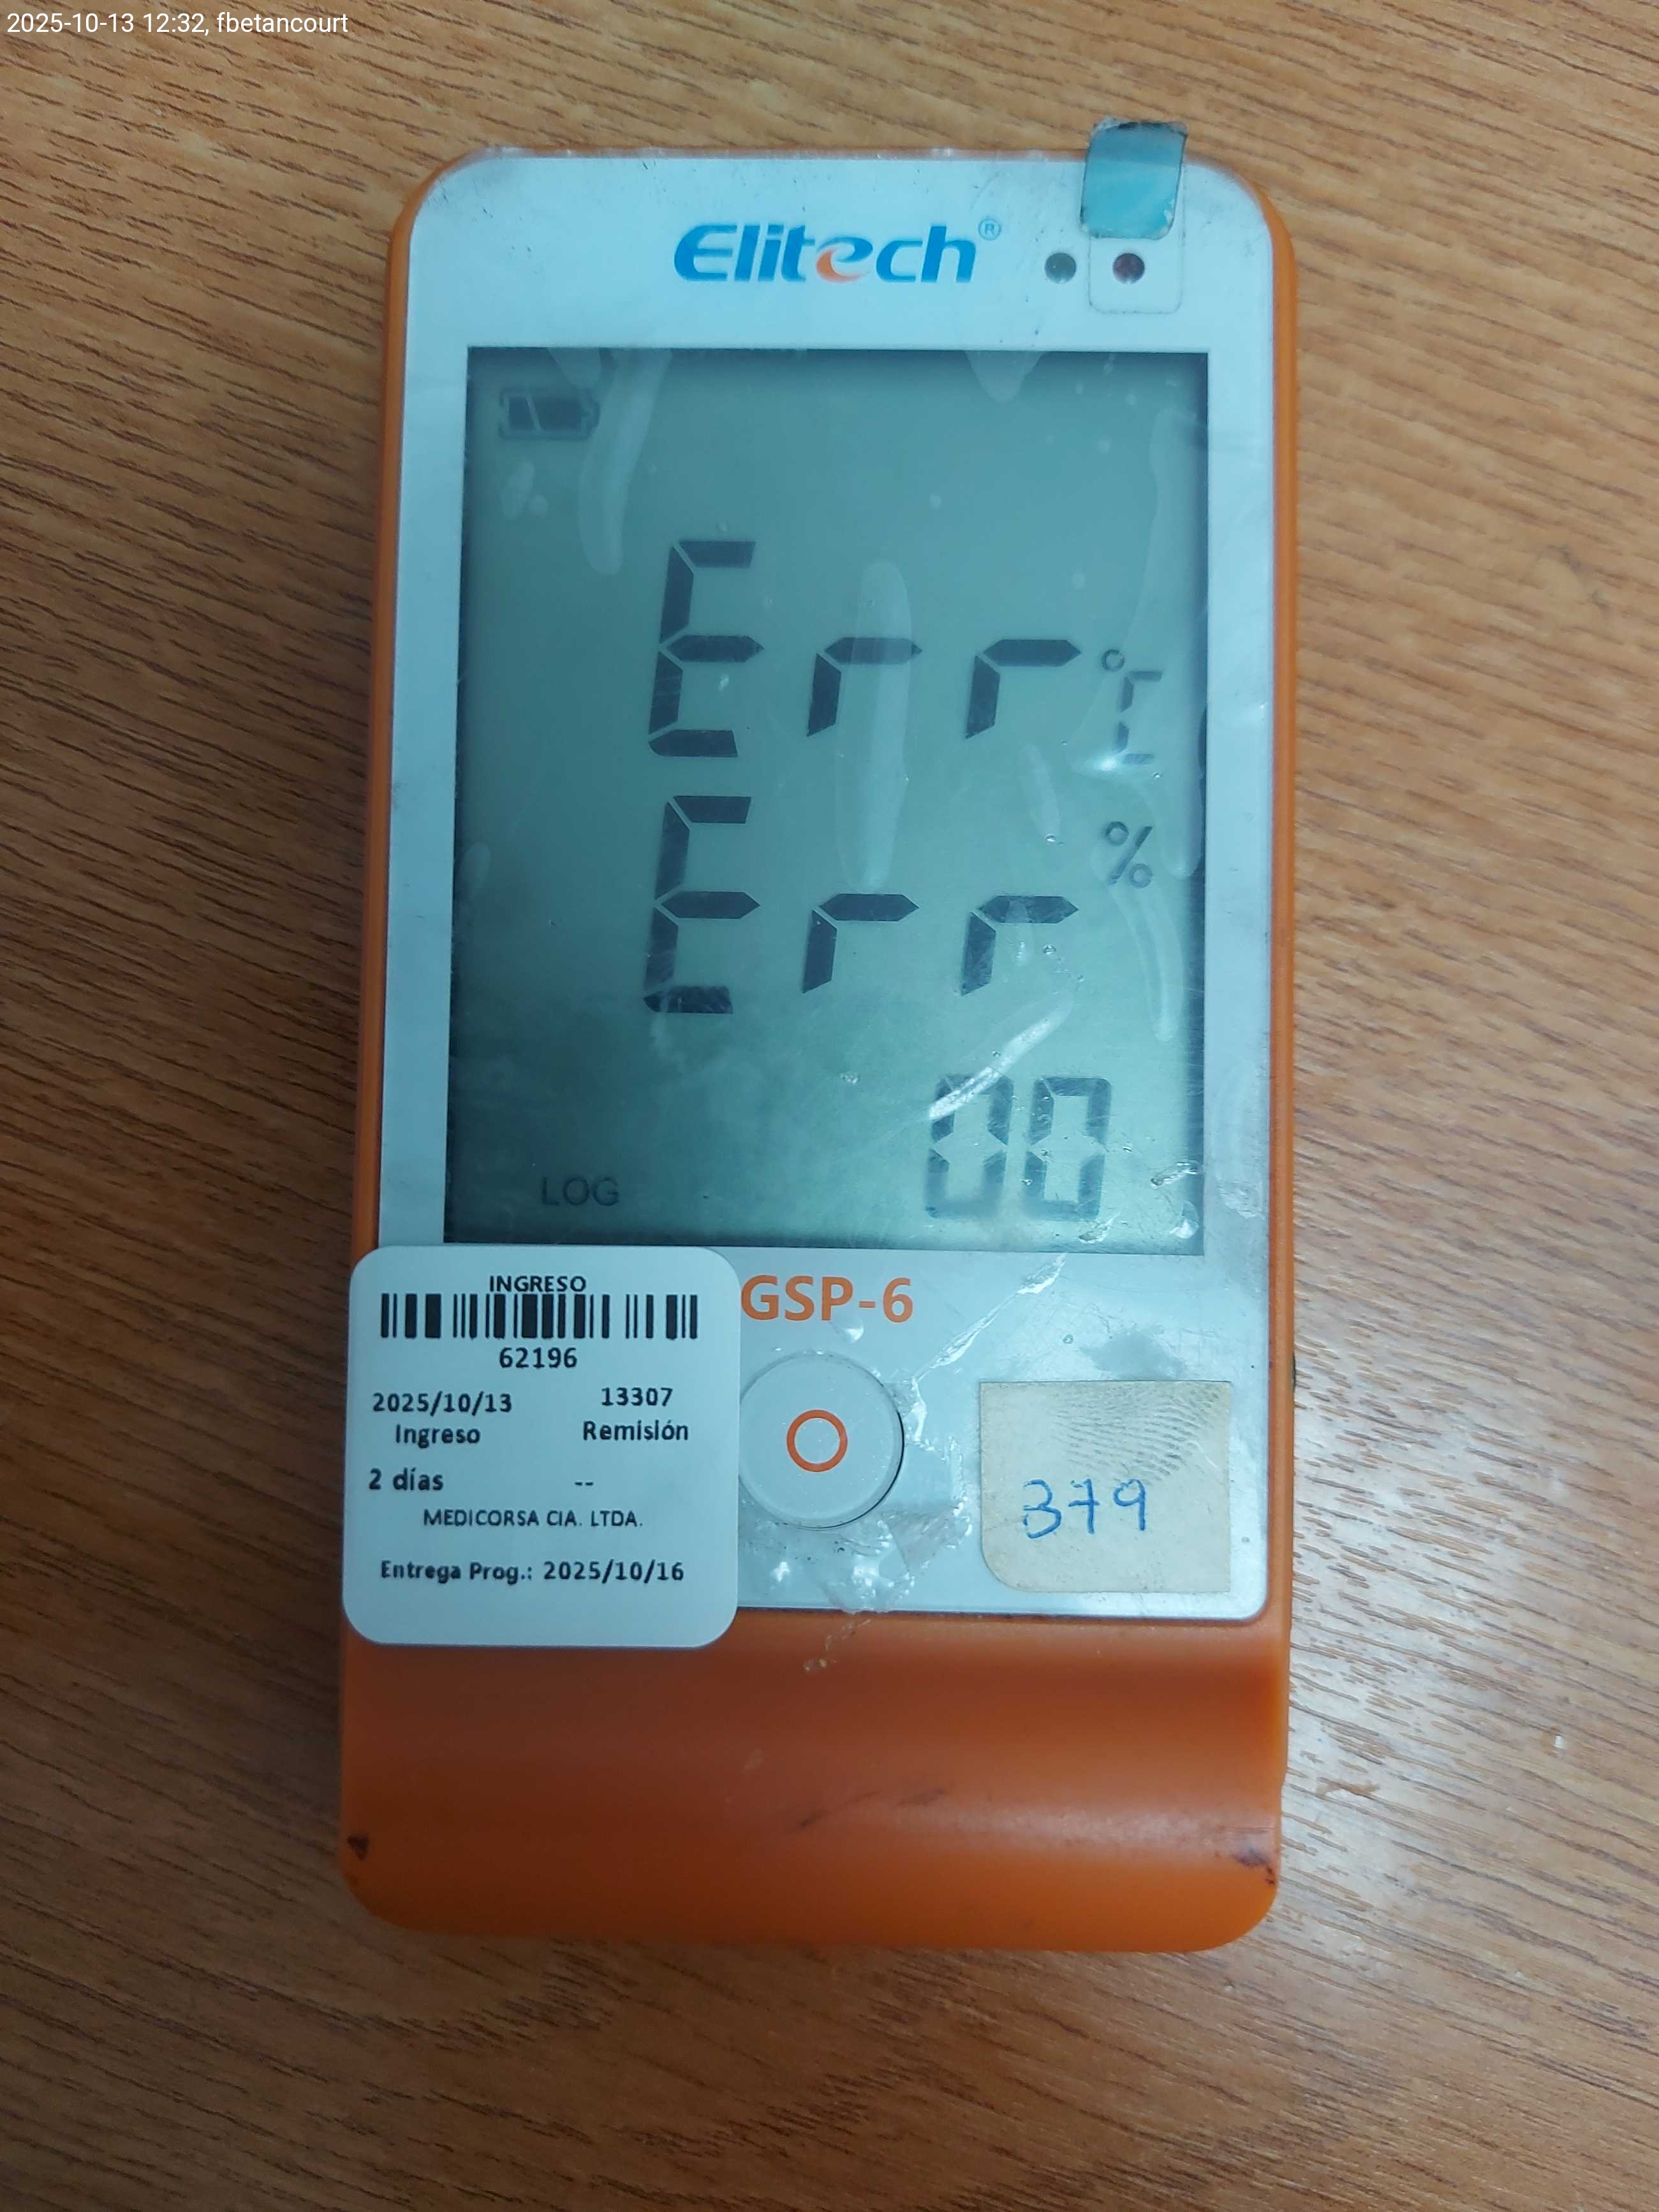 2025-10-13 12:32, fbetancourt
Elitech®
Err °C
%
Err
00
LOG
GSP-6
INGRESO
62196
2025/10/13 13307
Ingreso Remisión
2 días --
MEDICORSA CIA. LTDA.
Entrega Prog.: 2025/10/16
379